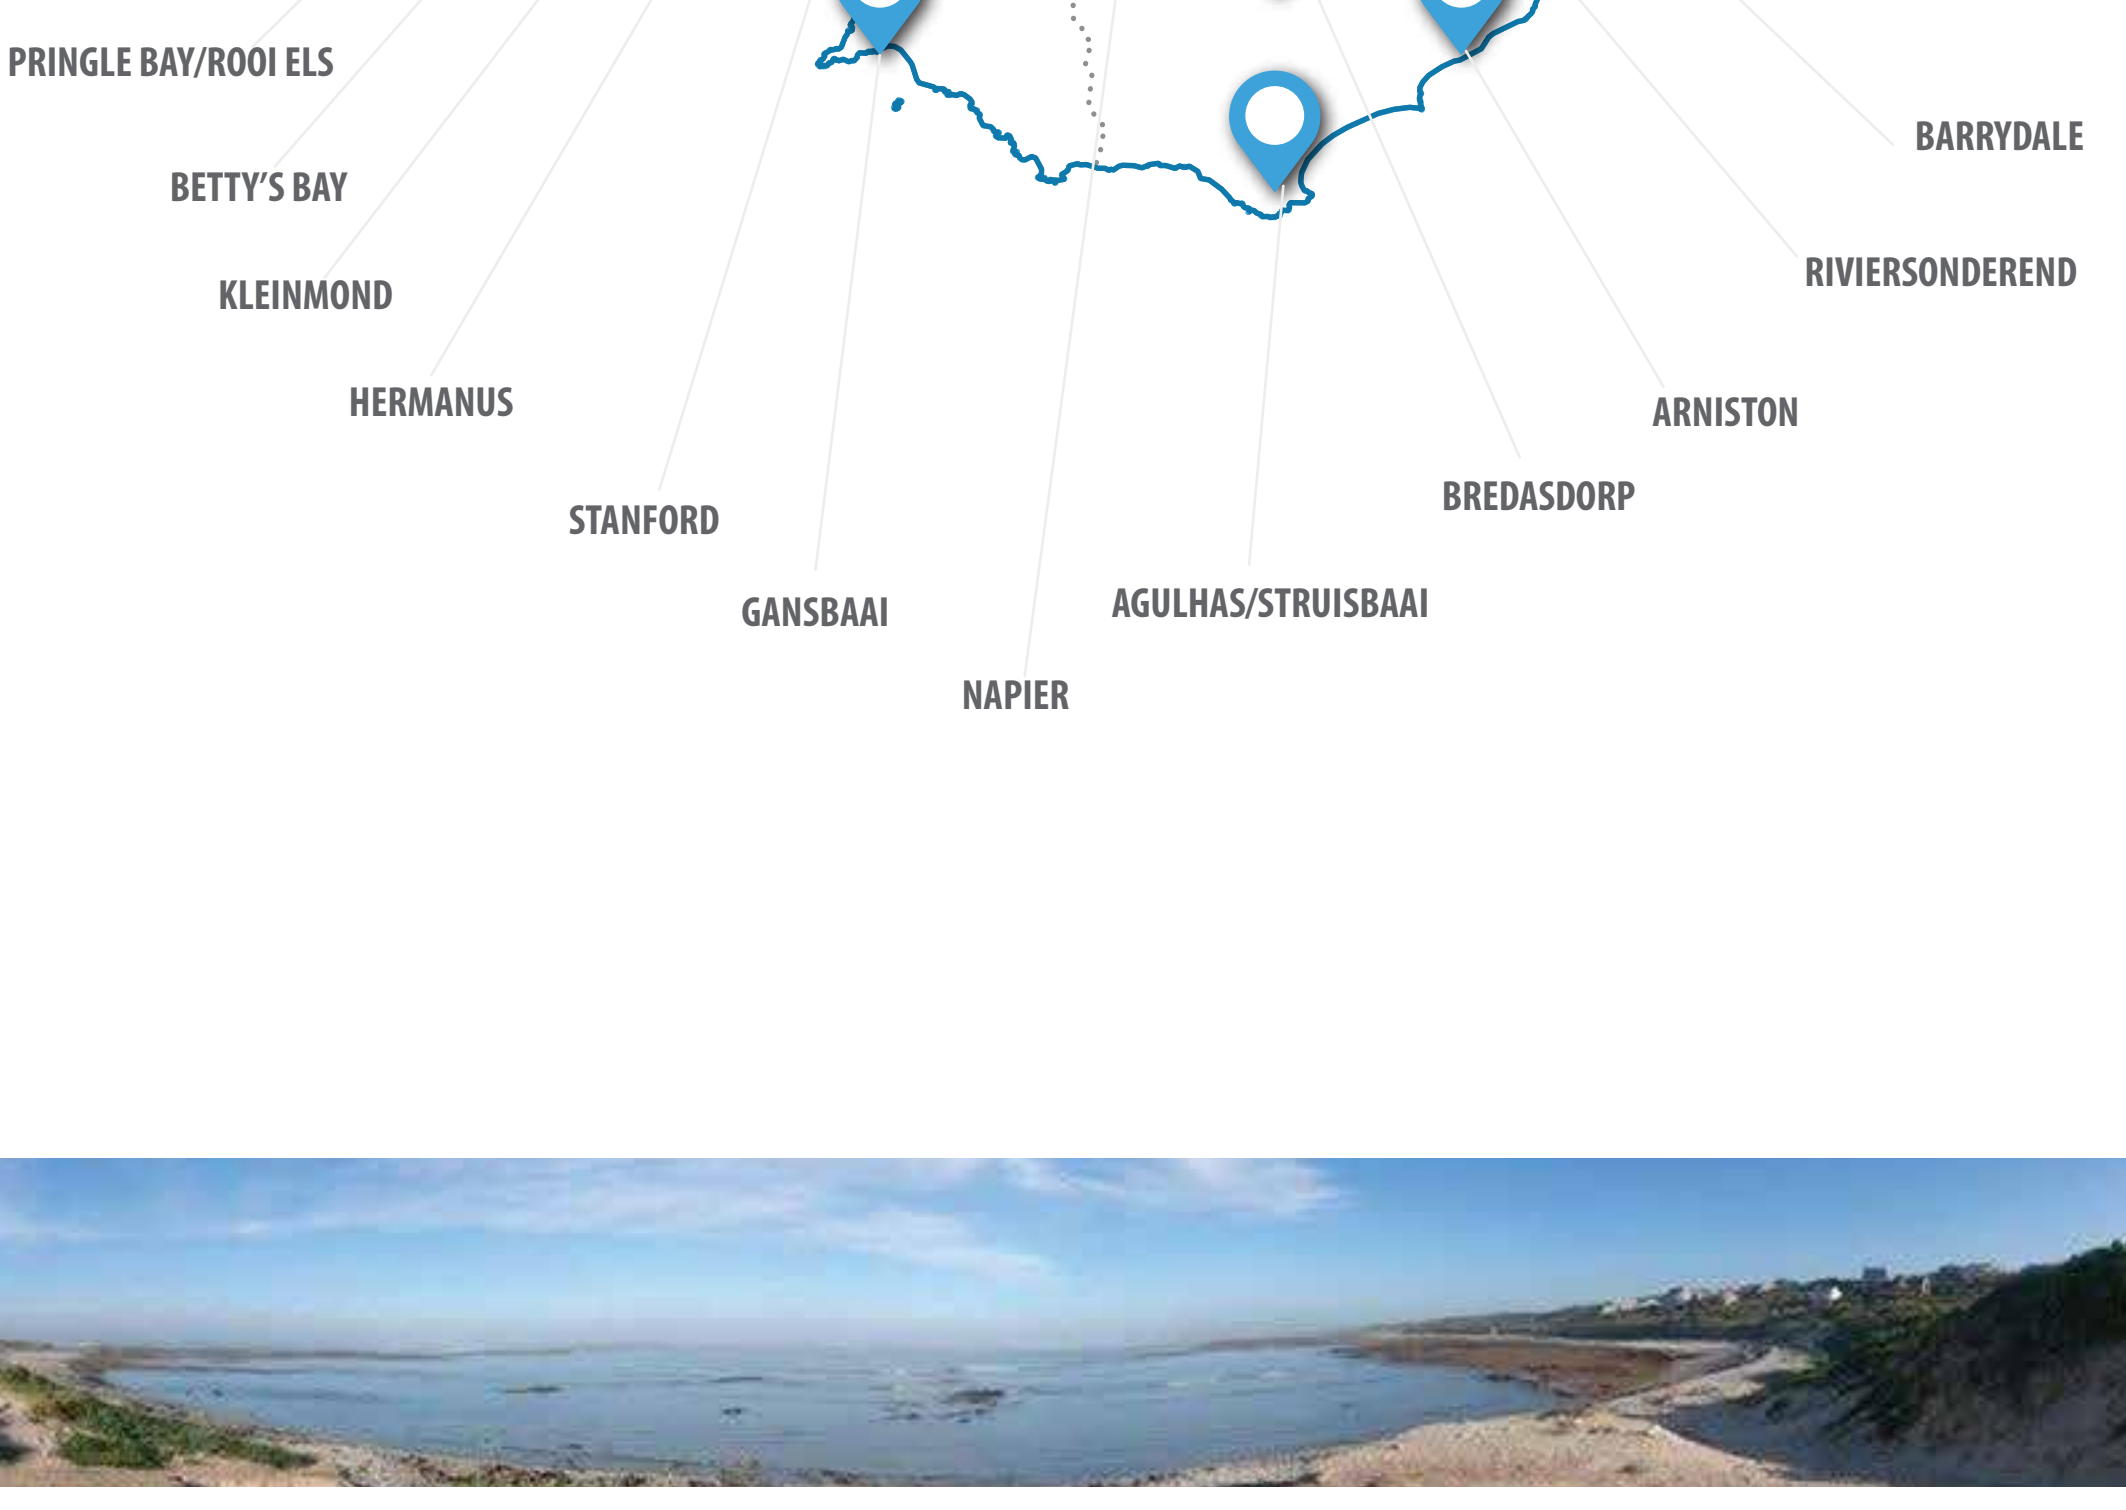 PRINGLE BAY/ROOI ELS
BARRYDALE
BETTY’S BAY
RIVIERSONDEREND
KLEINMOND
HERMANUS
ARNISTON
BREDASDORP
STANFORD
AGULHAS/STRUISBAAI
GANSBAAI
NAPIER